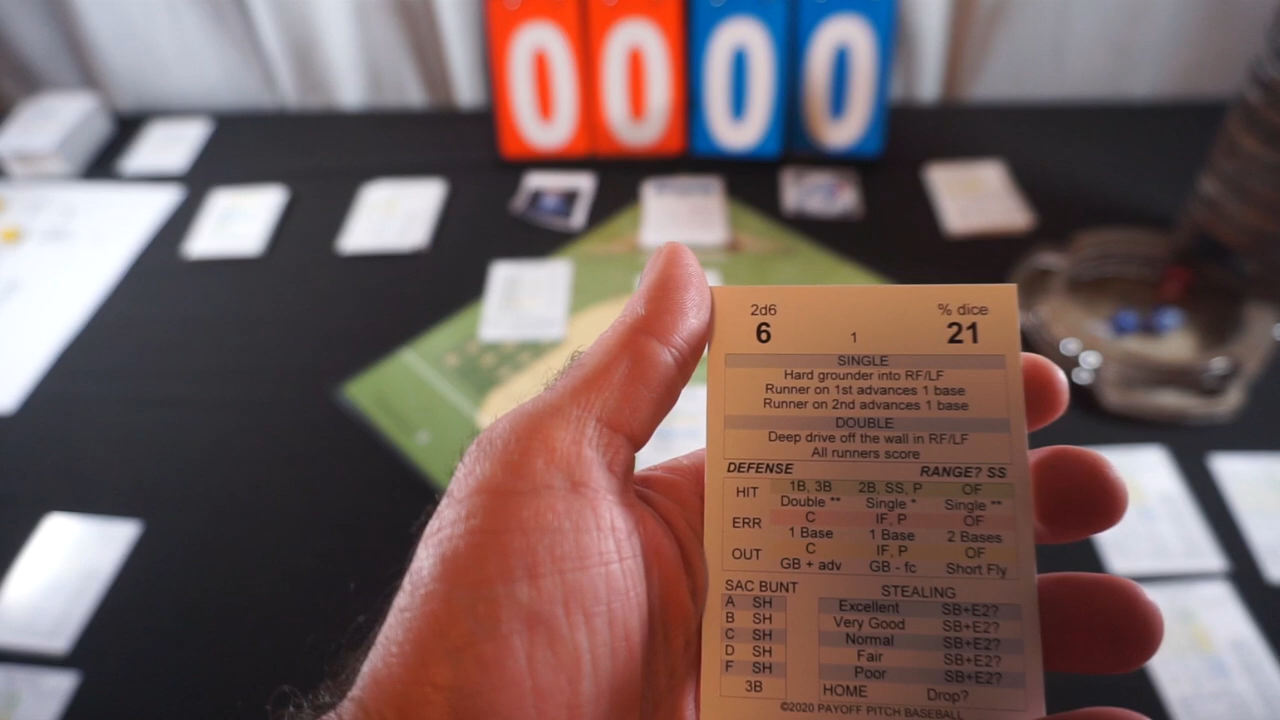 0 0 0 0
2d6 % dice
6 1 21
SINGLE
Hard grounder into RF/LF
Runner on 1st advances 1 base
Runner on 2nd advances 1 base
DOUBLE
Deep drive off the wall in RF/LF
All runners score
DEFENSE RANGE? SS
HIT 1B, 3B 2B, SS, P OF
Double ** Single * Single **
ERR C IF, P OF
1 Base 1 Base 2 Bases
OUT C IF, P OF
GB + adv GB - fc Short Fly
SAC BUNT STEALING
A SH Excellent SB+E2?
B SH Very Good SB+E2?
C SH Normal SB+E2?
D SH Fair SB+E2?
F SH Poor SB+E2?
3B HOME Drop?
©2020 PAYOFF PITCH BASEBALL